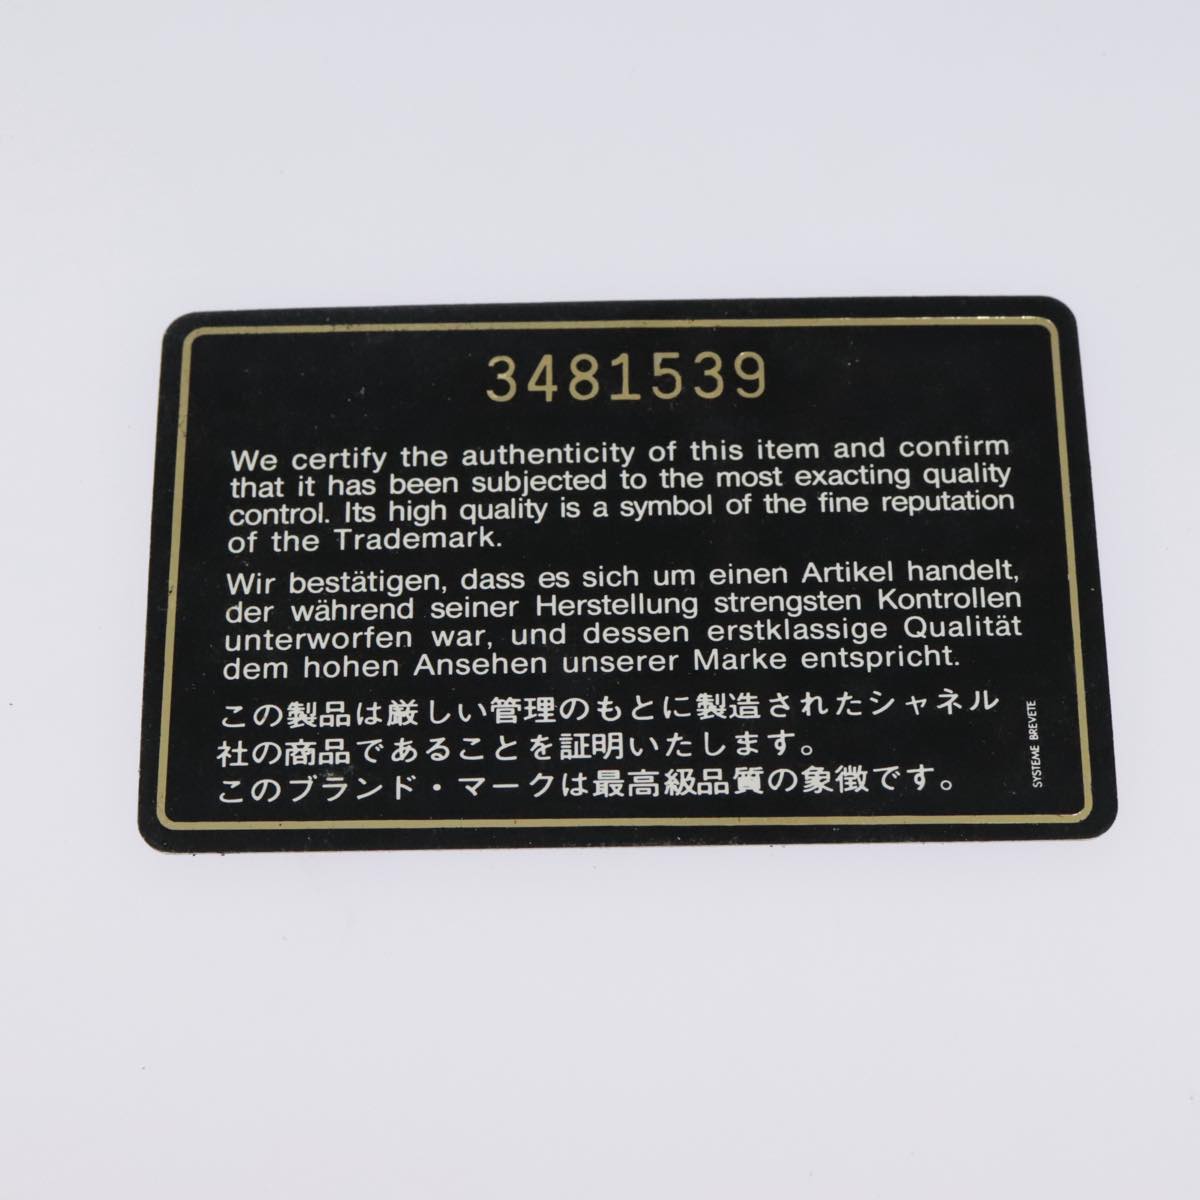 3481539
We certify the authenticity of this item and confirm
that it has been subjected to the most exacting quality
control. Its high quality is a symbol of the fine reputation
of the Trademark.
Wir bestätigen, dass es sich um einen Artikel handelt,
der während seiner Herstellung strengsten Kontrollen
unterworfen war, und dessen erstklassige Qualität
dem hohen Ansehen unserer Marke entspricht.
この製品は厳しい管理のもとに製造されたシャネル
社の商品であることを証明いたします。
このブランド・マークは最高級品質の象徴です。
SYSTEME BREVETE